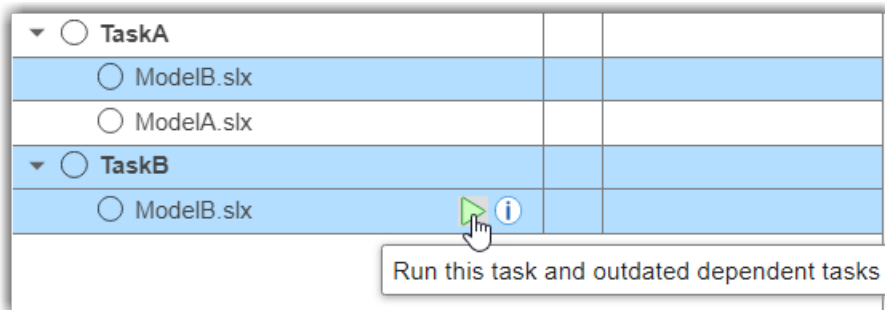 TaskA
ModelB.slx
ModelA.slx
TaskB
ModelB.slx i
Run this task and outdated dependent tasks